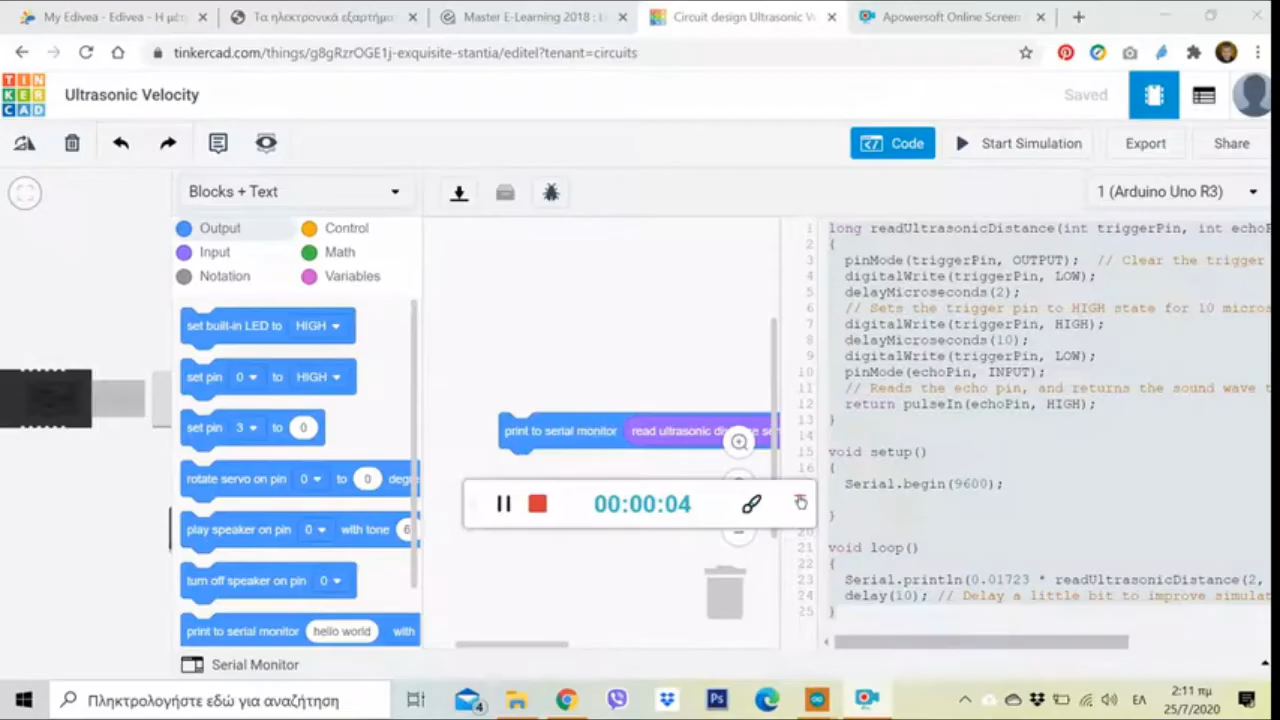 My Edivea - Edivea - Η μέτ
Τα ηλεκτρονικά εξαρτήμα
Master E-Learning 2018 : E
Circuit design Ultrasonic V
Apowersoft Online Screen
tinkercad.com/things/g8gRzrOGE1j-exquisite-stantia/editel?tenant=circuits
TIN
KER
CAD
Ultrasonic Velocity
Saved
Code
Start Simulation
Export
Share
Blocks + Text
1 (Arduino Uno R3)
Output
Control
Input
Math
Notation
Variables
set built-in LED to HIGH
set pin 0 to HIGH
set pin 3 to 0
rotate servo on pin 0 to 0 degr
play speaker on pin 0 with tone 6
turn off speaker on pin 0
print to serial monitor hello world with
print to serial monitor read ultrasonic distance sen
00:00:04
1 long readUltrasonicDistance(int triggerPin, int echoP
2 {
3 pinMode(triggerPin, OUTPUT); // Clear the trigger
4 digitalWrite(triggerPin, LOW);
5 delayMicroseconds(2);
6 // Sets the trigger pin to HIGH state for 10 micros
7 digitalWrite(triggerPin, HIGH);
8 delayMicroseconds(10);
9 digitalWrite(triggerPin, LOW);
10 pinMode(echoPin, INPUT);
11 // Reads the echo pin, and returns the sound wave t
12 return pulseIn(echoPin, HIGH);
13 }
14
15 void setup()
16 {
Serial.begin(9600);
}
20
21 void loop()
22 {
23 Serial.println(0.01723 * readUltrasonicDistance(2,
24 delay(10); // Delay a little bit to improve simulat
25 }
Serial Monitor
Πληκτρολογήστε εδώ για αναζήτηση
4
Ps
ΕΛ
2:11 πμ
25/7/2020